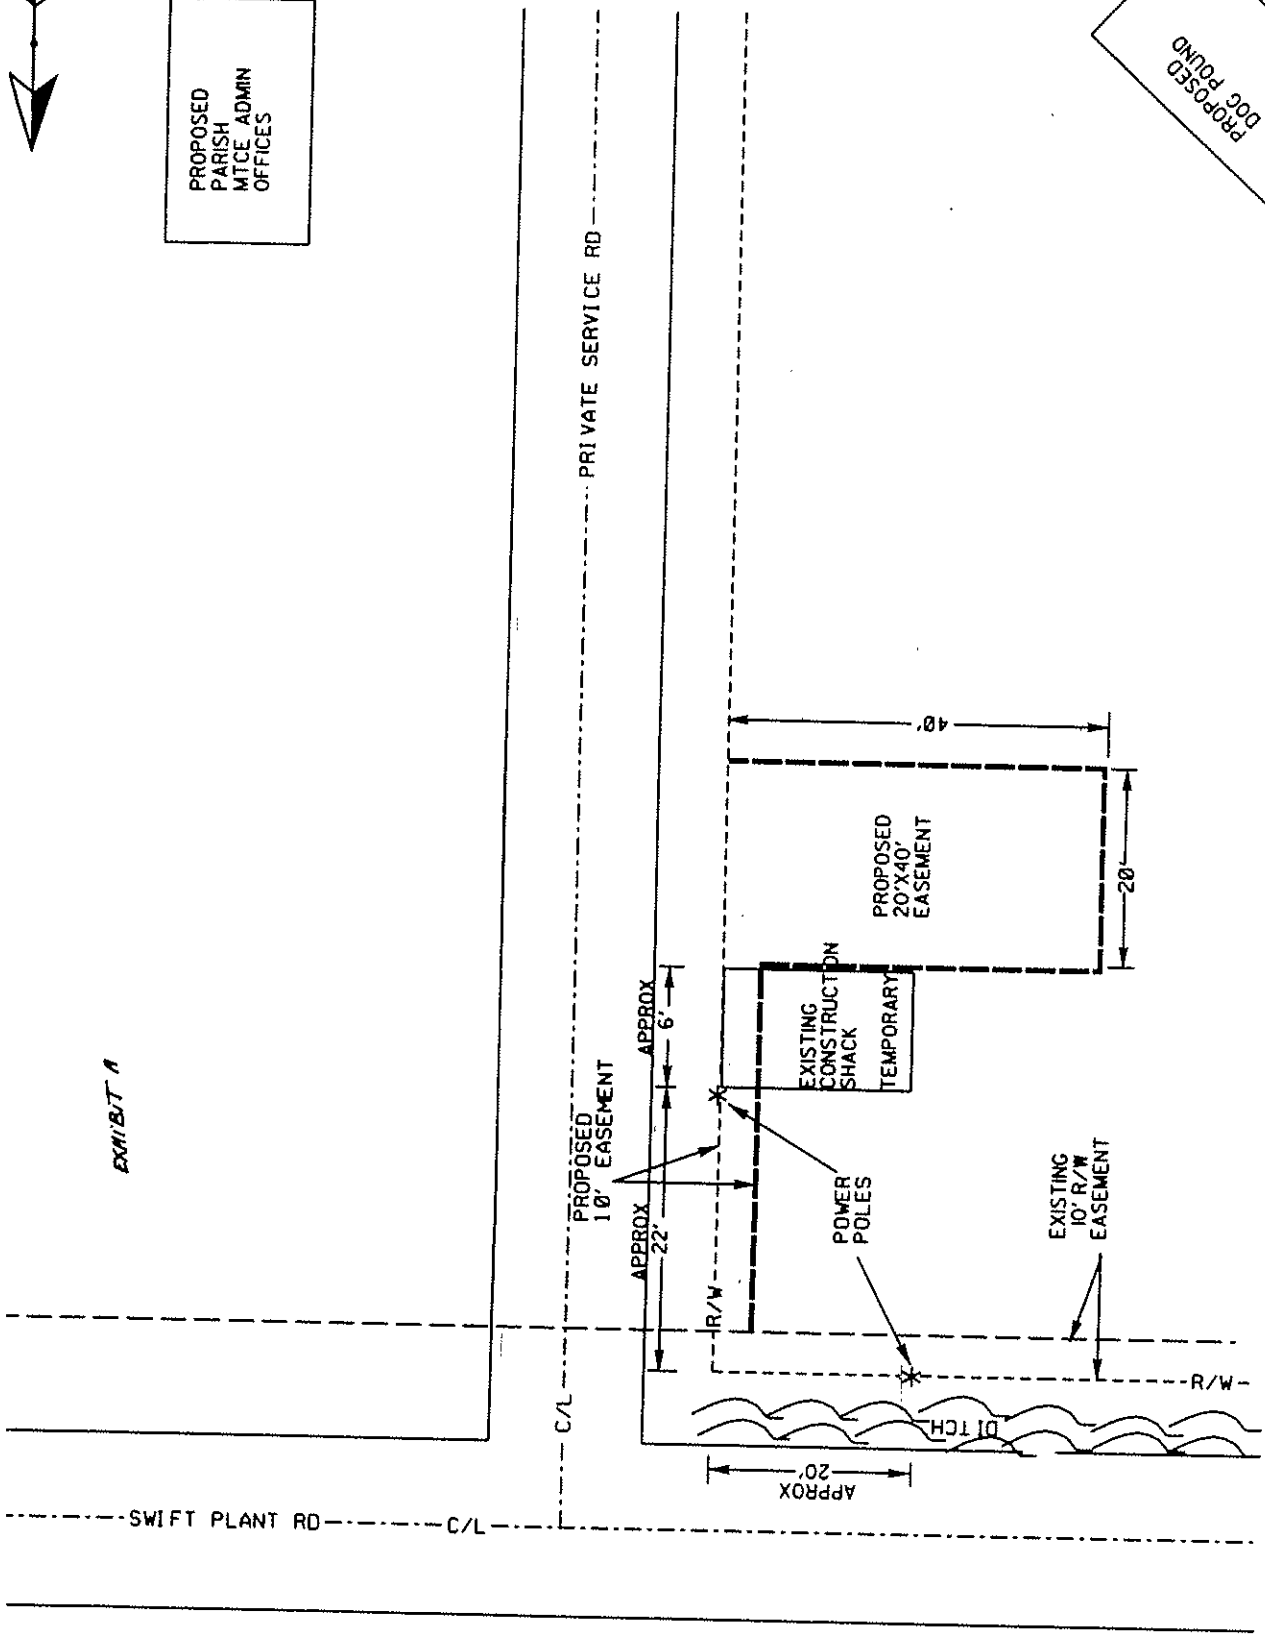 PROPOSED
PARISH
MTCE ADMIN
OFFICES
PROPOSED
DOG POUND
PRIVATE SERVICE RD
EXHIBIT A
40'
PROPOSED
20'X40'
EASEMENT
20'
APPROX
6'
EXISTING
CONSTRUCTION
SHACK
TEMPORARY
PROPOSED
10' EASEMENT
APPROX
22'
POWER
POLES
EXISTING
10' R/W
EASEMENT
R/W
R/W
C/L
DITCH
APPROX
20'
SWIFT PLANT RD
C/L